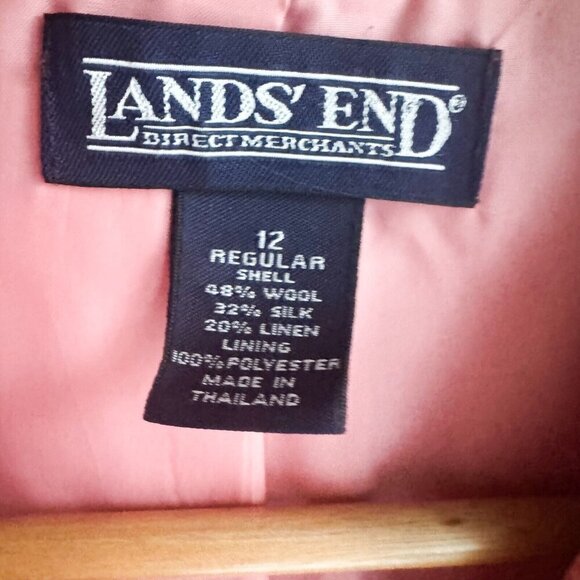 LANDS' END®
DIRECT MERCHANTS
12
REGULAR
SHELL
48% WOOL
32% SILK
20% LINEN
LINING
100% POLYESTER
MADE IN
THAILAND